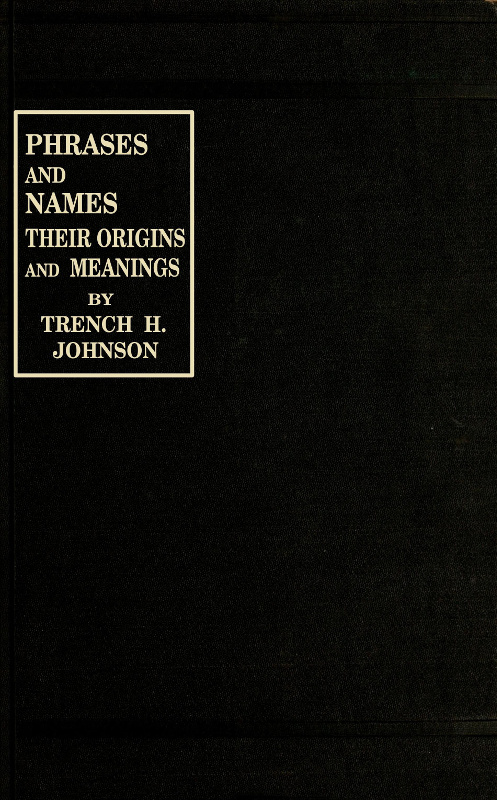 PHRASES
AND
NAMES
THEIR ORIGINS
AND MEANINGS
BY
TRENCH H.
JOHNSON